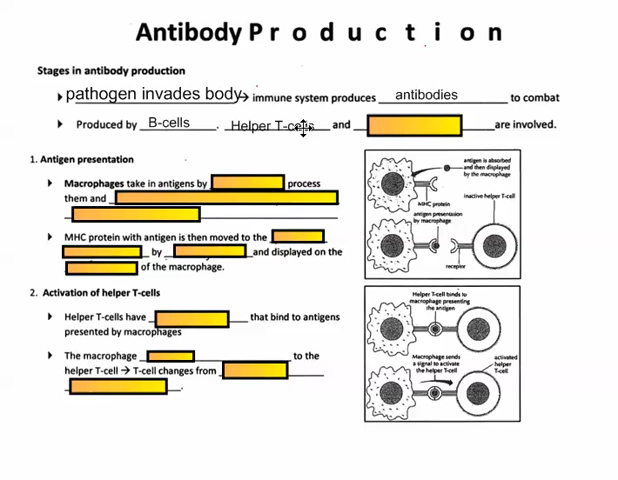 Antibody P r o d u c t i o n
Stages in antibody production
pathogen invades body → immune system produces antibodies to combat
Produced by B-cells . Helper T-cells and are involved.
1. Antigen presentation
Macrophages take in antigens by process
them and
MHC protein with antigen is then moved to the
by and displayed on the
of the macrophage.
antigen is absorbed
and then displayed
by the macrophage
MHC protein
inactive helper T-cell
antigen presentation
by macrophage
receptor
2. Activation of helper T-cells
Helper T-cells have that bind to antigens
presented by macrophages
The macrophage to the
helper T-cell → T-cell changes from
.
Helper T-cell binds to
macrophage presenting
the antigen
Macrophage sends
a signal to activate
the helper T-cell
activated
helper
T-cell